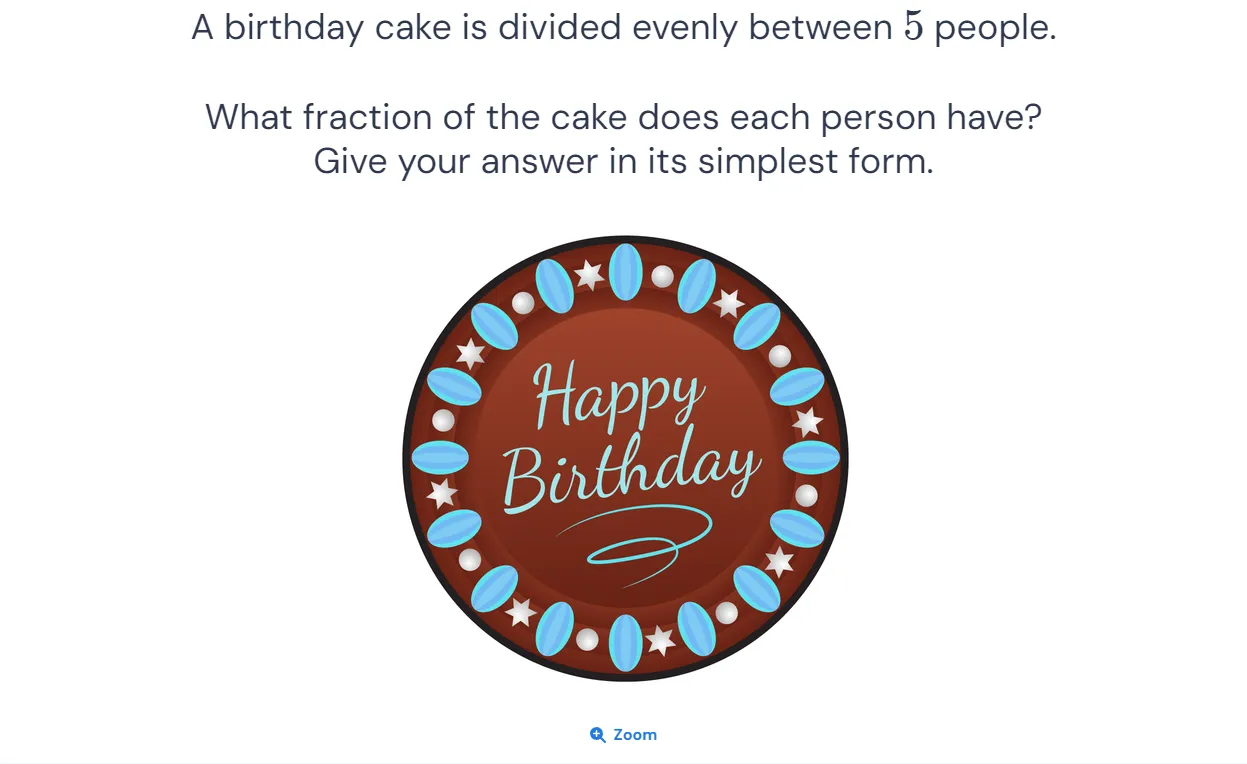 A birthday cake is divided evenly between 5 people.
What fraction of the cake does each person have?
Give your answer in its simplest form.
Happy
Birthday
Zoom